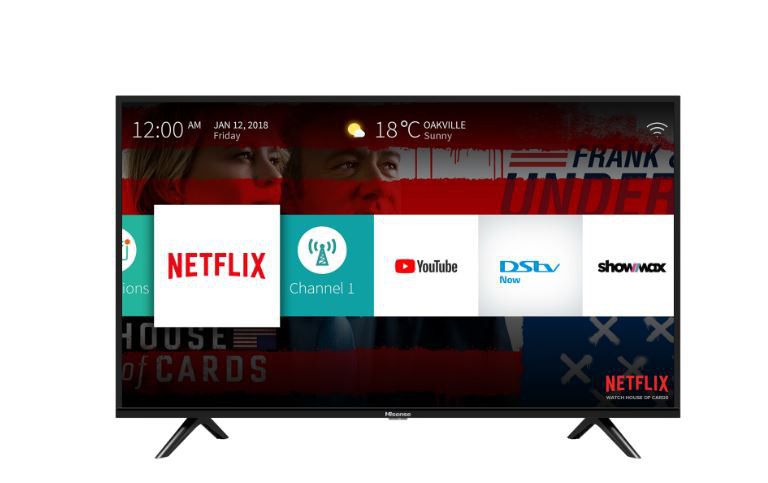 12:00 AM JAN 12, 2018
Friday
18°C OAKVILLE
Sunny
FRANK
UNDER
NETFLIX
ions
Channel 1
YouTube
DStv
Now
showmax
HOUSE
of CARDS
NETFLIX
WATCH HOUSE OF CARDS
Hisense